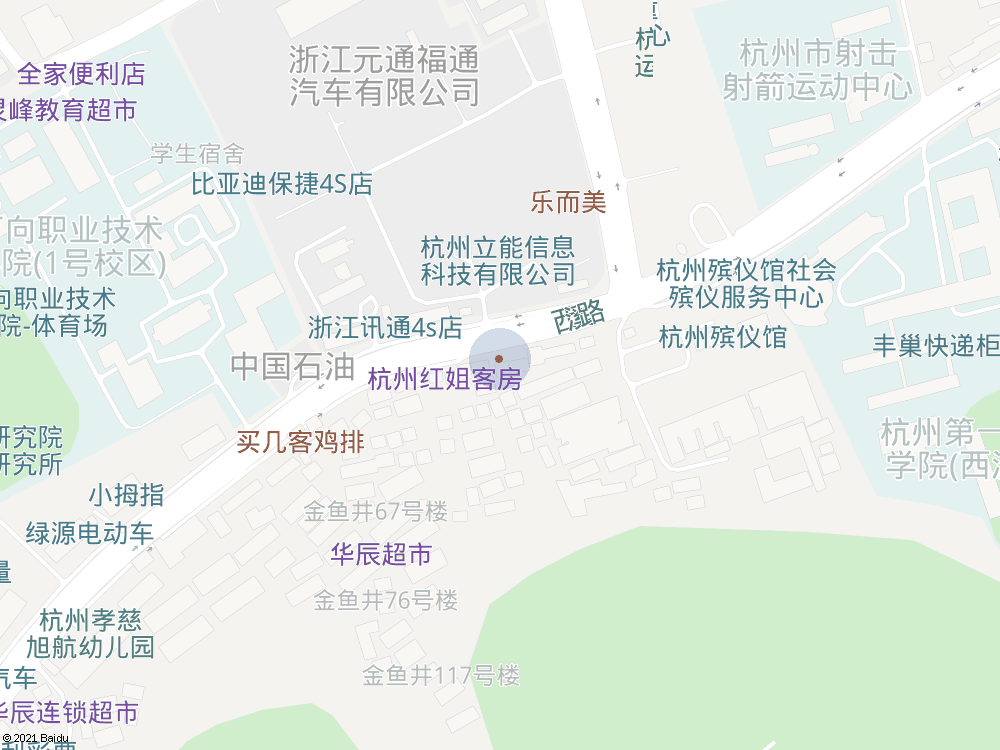 杭
运
心
浙江元通福通
汽车有限公司
杭州市射击
射箭运动中心
全家便利店
灵峰教育超市
学生宿舍
比亚迪保捷4S店
乐而美
向职业技术
院(1号校区)
杭州立能信息
科技有限公司
杭州殡仪馆社会
殡仪服务中心
向职业技术
院-体育场
浙江讯通4s店
西溪路
杭州殡仪馆
丰巢快递柜
中国石油
杭州红姐客房
买几客鸡排
杭州第一
学院(西溪
研究院
研究所
小拇指
金鱼井67号楼
绿源电动车
华辰超市
量
金鱼井76号楼
杭州孝慈
旭航幼儿园
汽车
金鱼井117号楼
华辰连锁超市
© 2021 Baidu